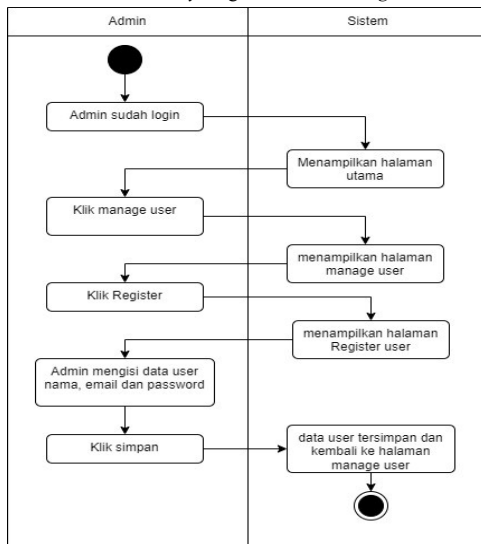 Admin
Sistem
Admin sudah login
Menampilkan halaman
utama
Klik manage user
menampilkan halaman
manage user
Klik Register
menampilkan halaman
Register user
Admin mengisi data user
nama, email dan password
Klik simpan
data user tersimpan dan
kembali ke halaman
manage user